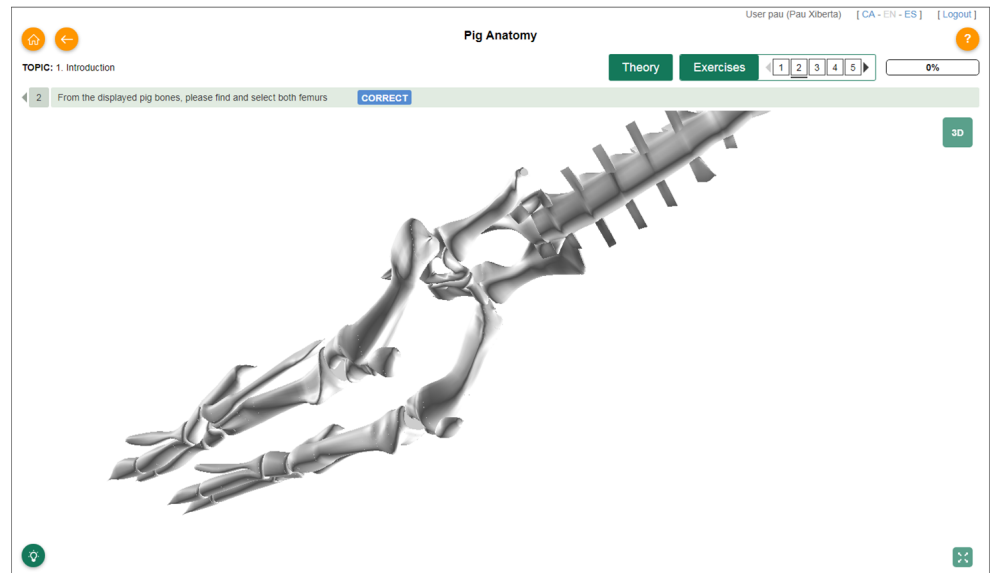 User pau (Pau Xiberta) [ CA - EN - ES ] [ Logout ]
Pig Anatomy
?
TOPIC: 1. Introduction
Theory
Exercises
1 2 3 4 5
0%
2 From the displayed pig bones, please find and select both femurs CORRECT
3D